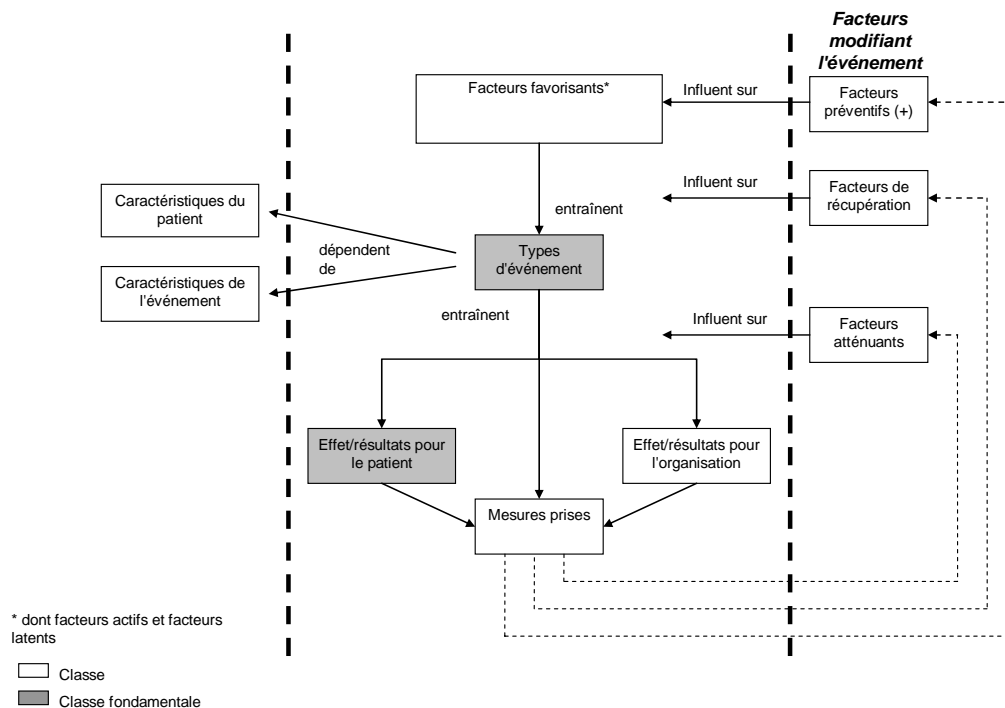 Facteurs
modifiant
l'événement
Facteurs favorisants*
Influent sur
Facteurs
préventifs (+)
Caractéristiques du
patient
entraînent
Influent sur
Facteurs de
récupération
dépendent
de
Types
d'événement
Caractéristiques de
l'événement
entraînent
Influent sur
Facteurs
atténuants
Effet/résultats pour
le patient
Effet/résultats pour
l'organisation
Mesures prises
* dont facteurs actifs et facteurs
latents
Classe
Classe fondamentale